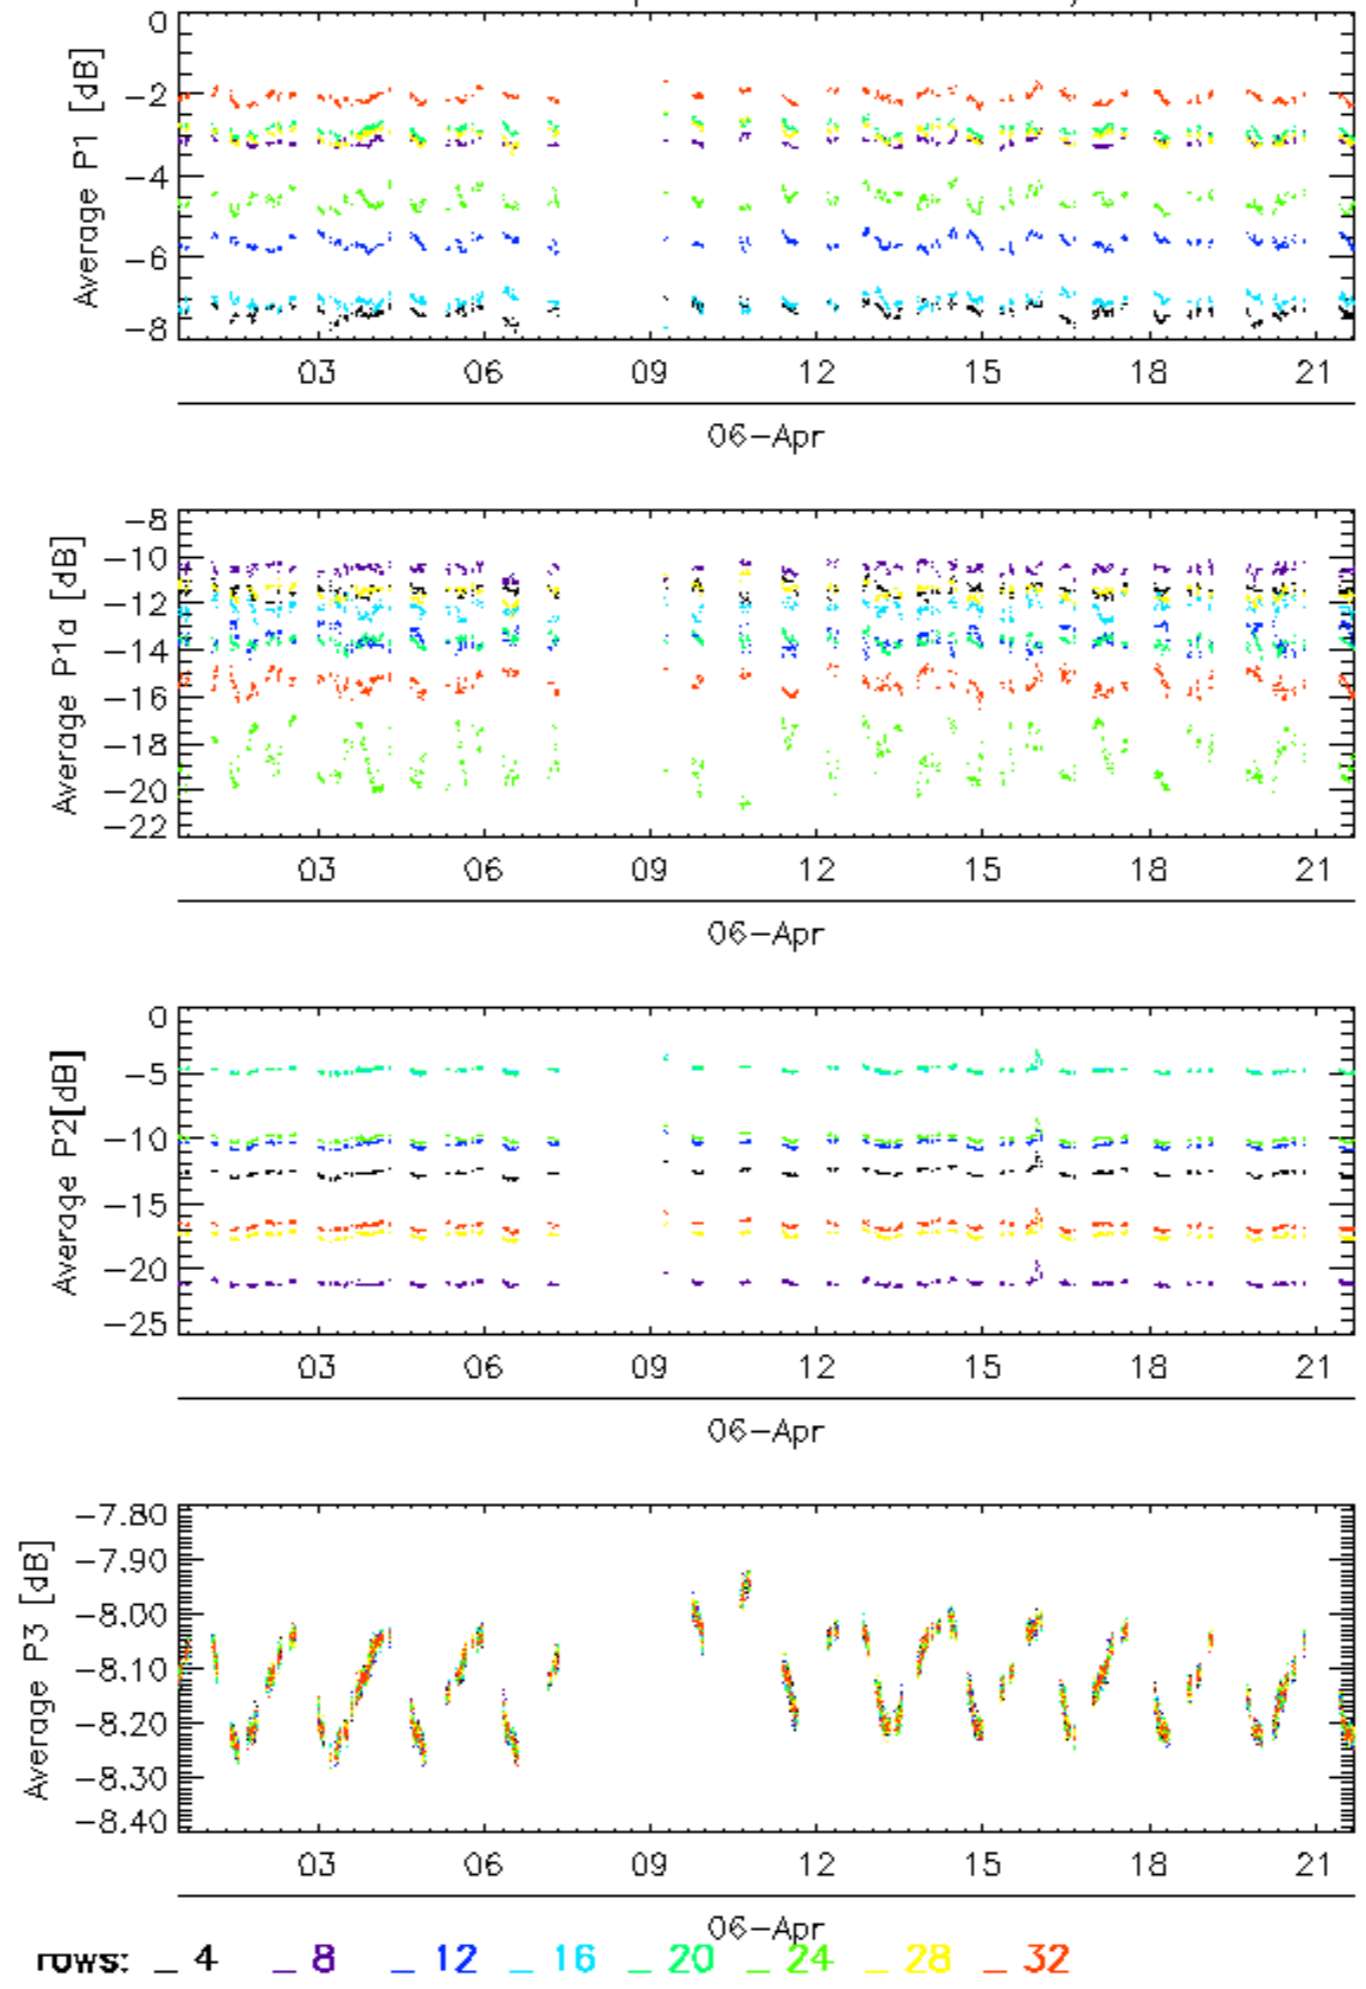 0
-2
-4
-6
-8
Average P1 [dB]
03 06 09 12 15 18 21
06-Apr
-8
-10
-12
-14
-16
-18
-20
-22
Average P1a [dB]
03 06 09 12 15 18 21
06-Apr
0
-5
-10
-15
-20
-25
Average P2[dB]
03 06 09 12 15 18 21
06-Apr
-7.80
-7.90
-8.00
-8.10
-8.20
-8.30
-8.40
Average P3 [dB]
03 06 09 12 15 18 21
06-Apr
rows: _ 4 _ 8 _ 12 _ 16 _ 20 _ 24 _ 28 _ 32